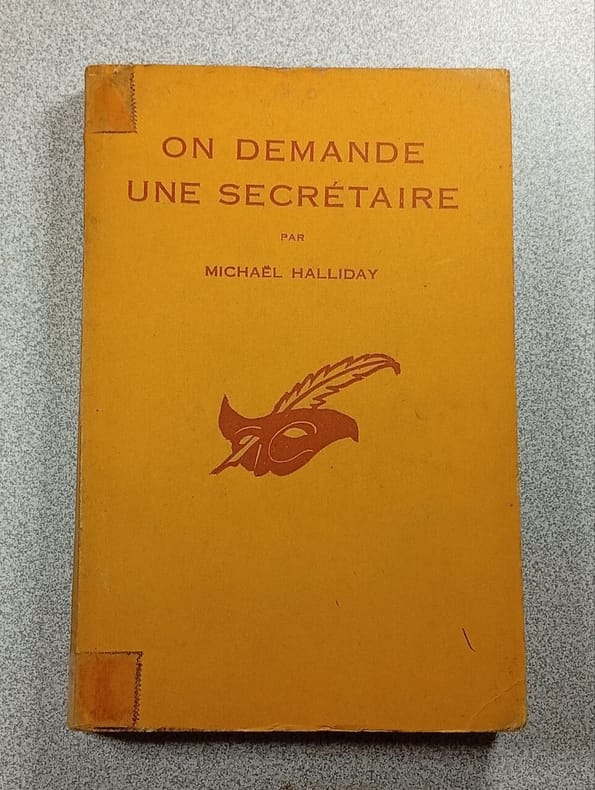 ON DEMANDE
UNE SECRÉTAIRE
PAR
MICHAËL HALLIDAY